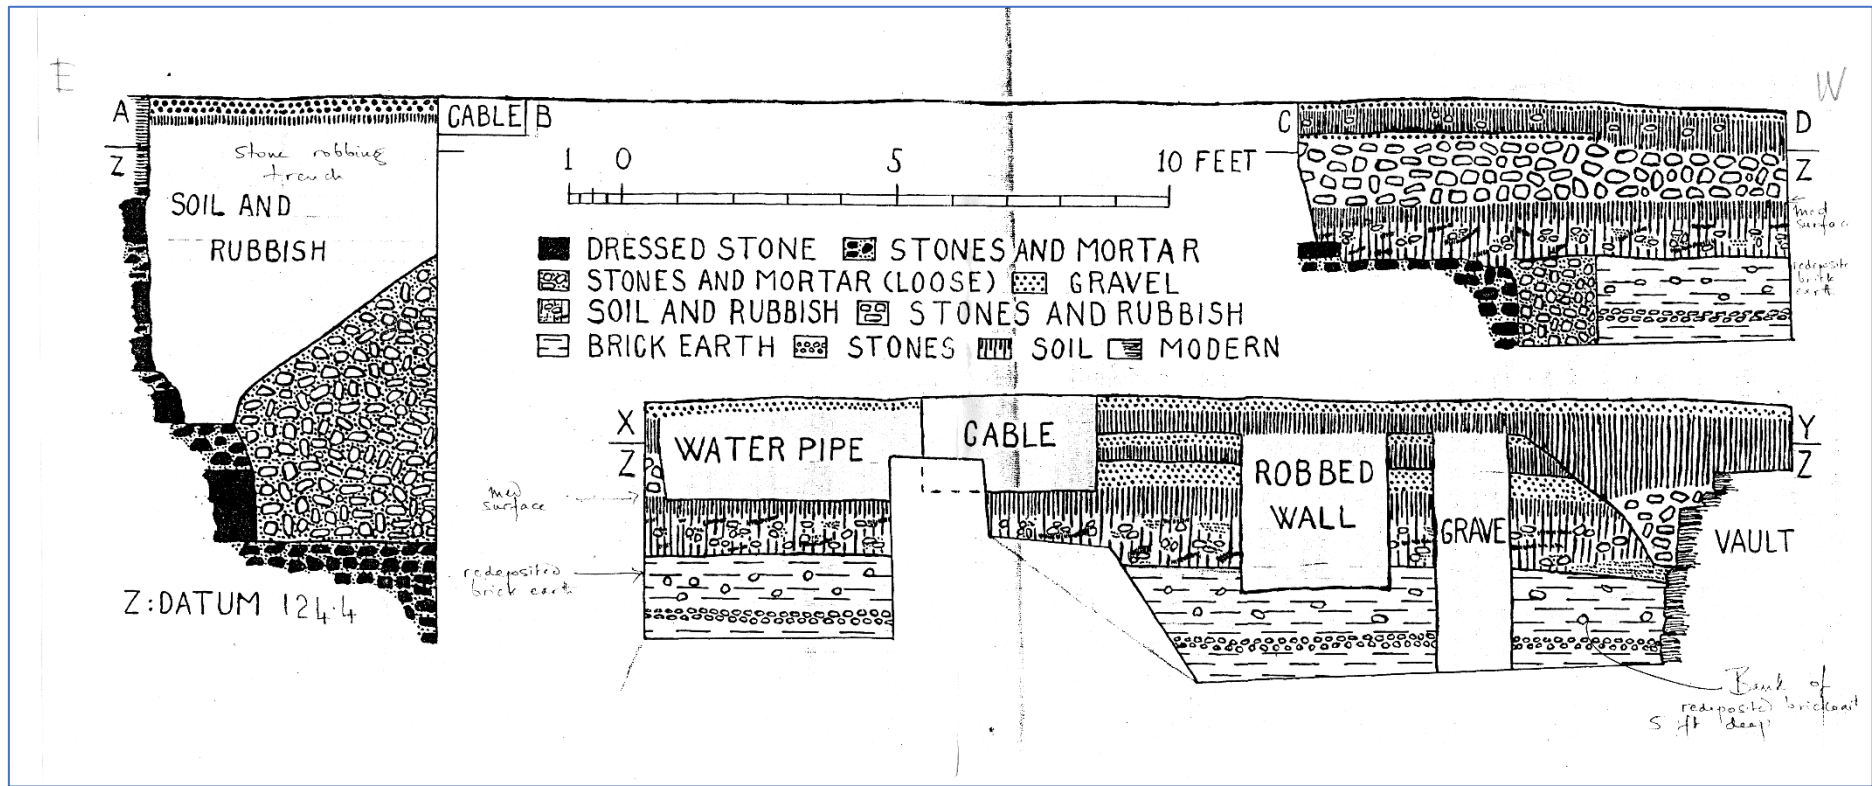 E
W
A
CABLE
B
C
D
Z
Stone robbing
trench
1 0 5 10 FEET
Z
SOIL AND
RUBBISH
med
surface
DRESSED STONE STONES AND MORTAR
STONES AND MORTAR (LOOSE) GRAVEL
SOIL AND RUBBISH STONES AND RUBBISH
BRICK EARTH STONES SOIL MODERN
redeposited
brick
earth
X
WATER PIPE
CABLE
Y
Z
Z
ROBBED
WALL
GRAVE
VAULT
med
surface
redeposited
brick earth
Z: DATUM 124.4
Bank of
redeposited brickearth
5 ft deep